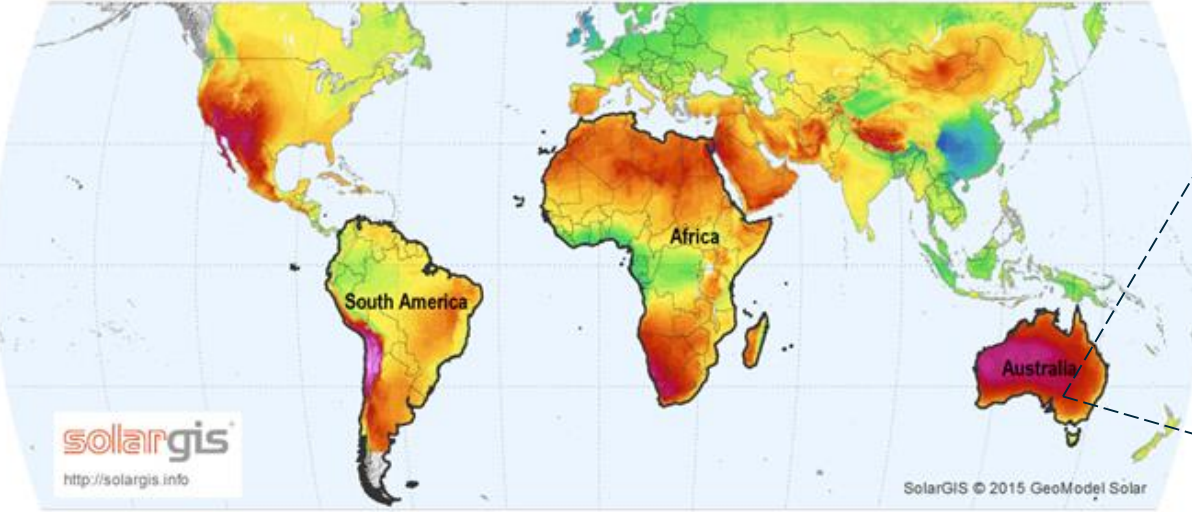 Africa
South America
Australia
solargis
http://solargis.info
SolarGIS © 2015 GeoModel Solar